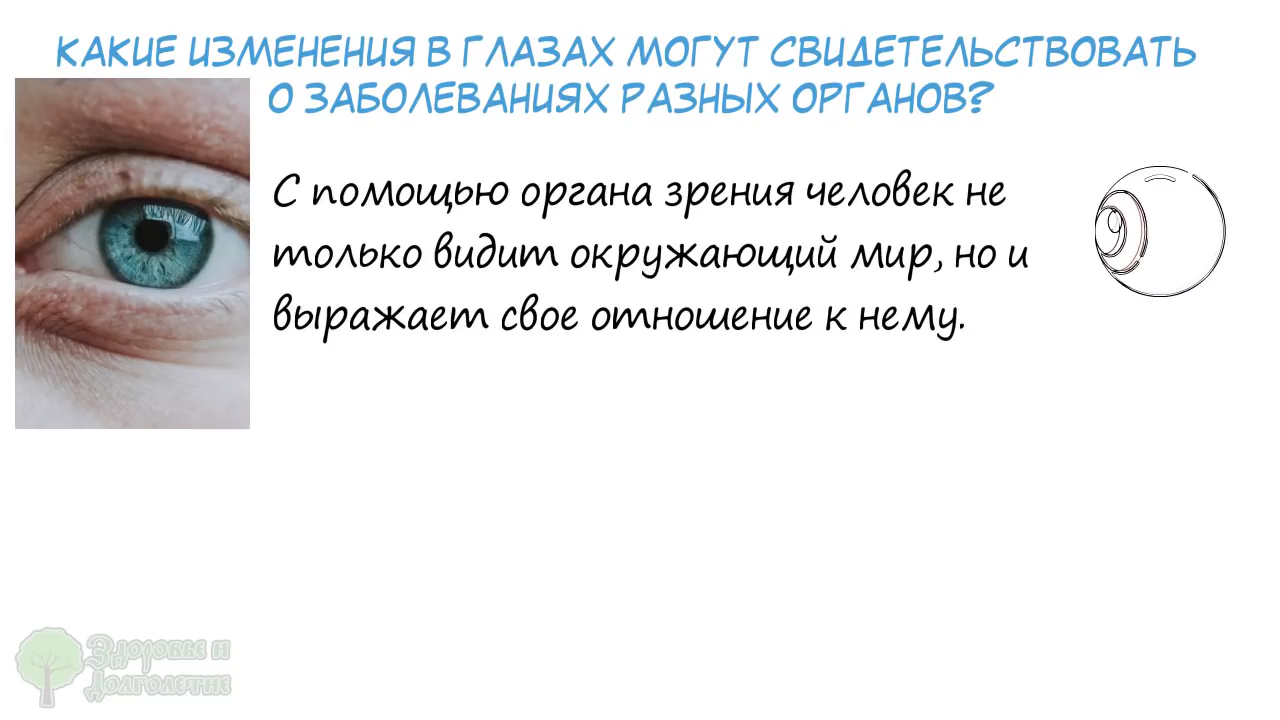 КАКИЕ ИЗМЕНЕНИЯ В ГЛАЗАХ МОГУТ СВИДЕТЕЛЬСТВОВАТЬ
О ЗАБОЛЕВАНИЯХ РАЗНЫХ ОРГАНОВ?
С помощью органа зрения человек не
только видит окружающий мир, но и
выражает свое отношение к нему.
Здоровье и
Долголетие